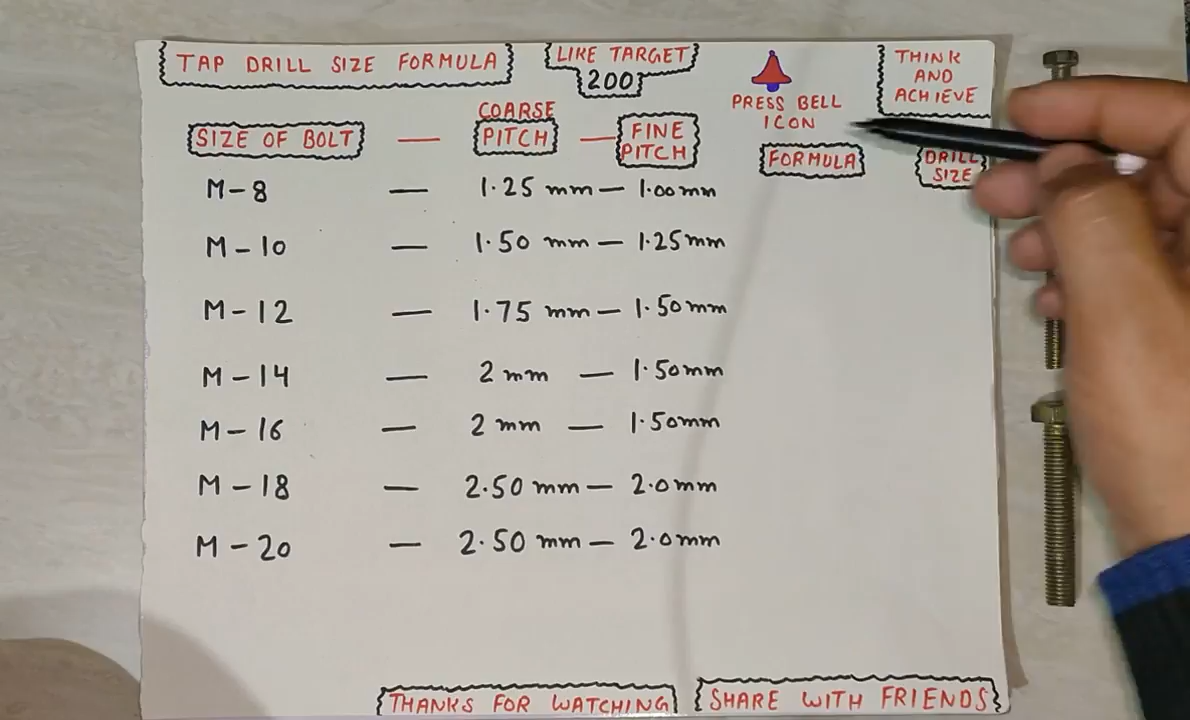 TAP DRILL SIZE FORMULA
LIKE TARGET
200
PRESS BELL
ICON
THINK
AND
ACHIEVE
SIZE OF BOLT — COARSE PITCH — FINE PITCH
FORMULA
DRILL
SIZE
M-8 — 1.25 mm — 1.00mm
M-10 — 1.50 mm — 1.25mm
M-12 — 1.75 mm — 1.50mm
M-14 — 2 mm — 1.50mm
M-16 — 2 mm — 1.50mm
M-18 — 2.50 mm — 2.0mm
M-20 — 2.50 mm — 2.0mm
THANKS FOR WATCHING
SHARE WITH FRIENDS